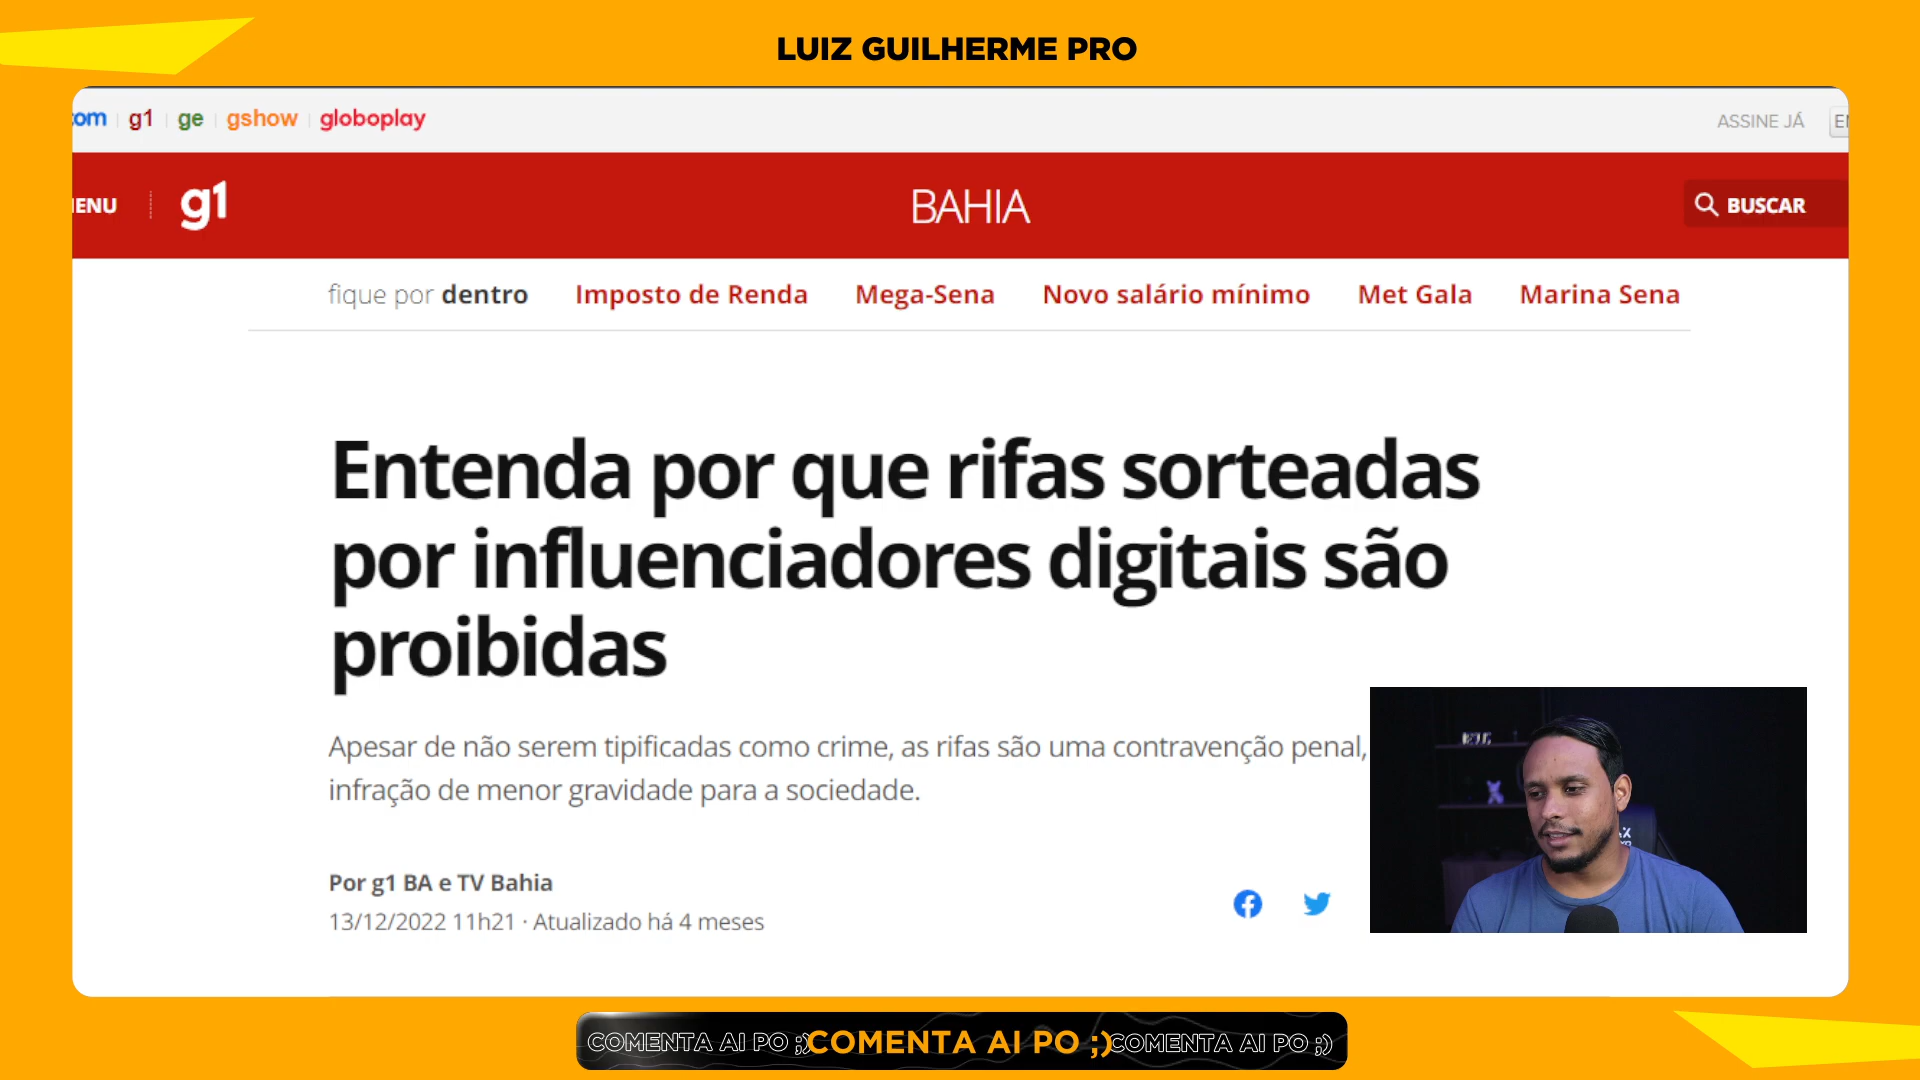 LUIZ GUILHERME PRO
om g1 ge gshow globoplay ASSINE JÁ
ENU g1 BAHIA BUSCAR
fique por dentro Imposto de Renda Mega-Sena Novo salário mínimo Met Gala Marina Sena
Entenda por que rifas sorteadas
por influenciadores digitais são
proibidas
Apesar de não serem tipificadas como crime, as rifas são uma contravenção penal,
infração de menor gravidade para a sociedade.
Por g1 BA e TV Bahia
13/12/2022 11h21 · Atualizado há 4 meses
COMENTA AI PO ;) COMENTA AI PO ;) COMENTA AI PO ;)